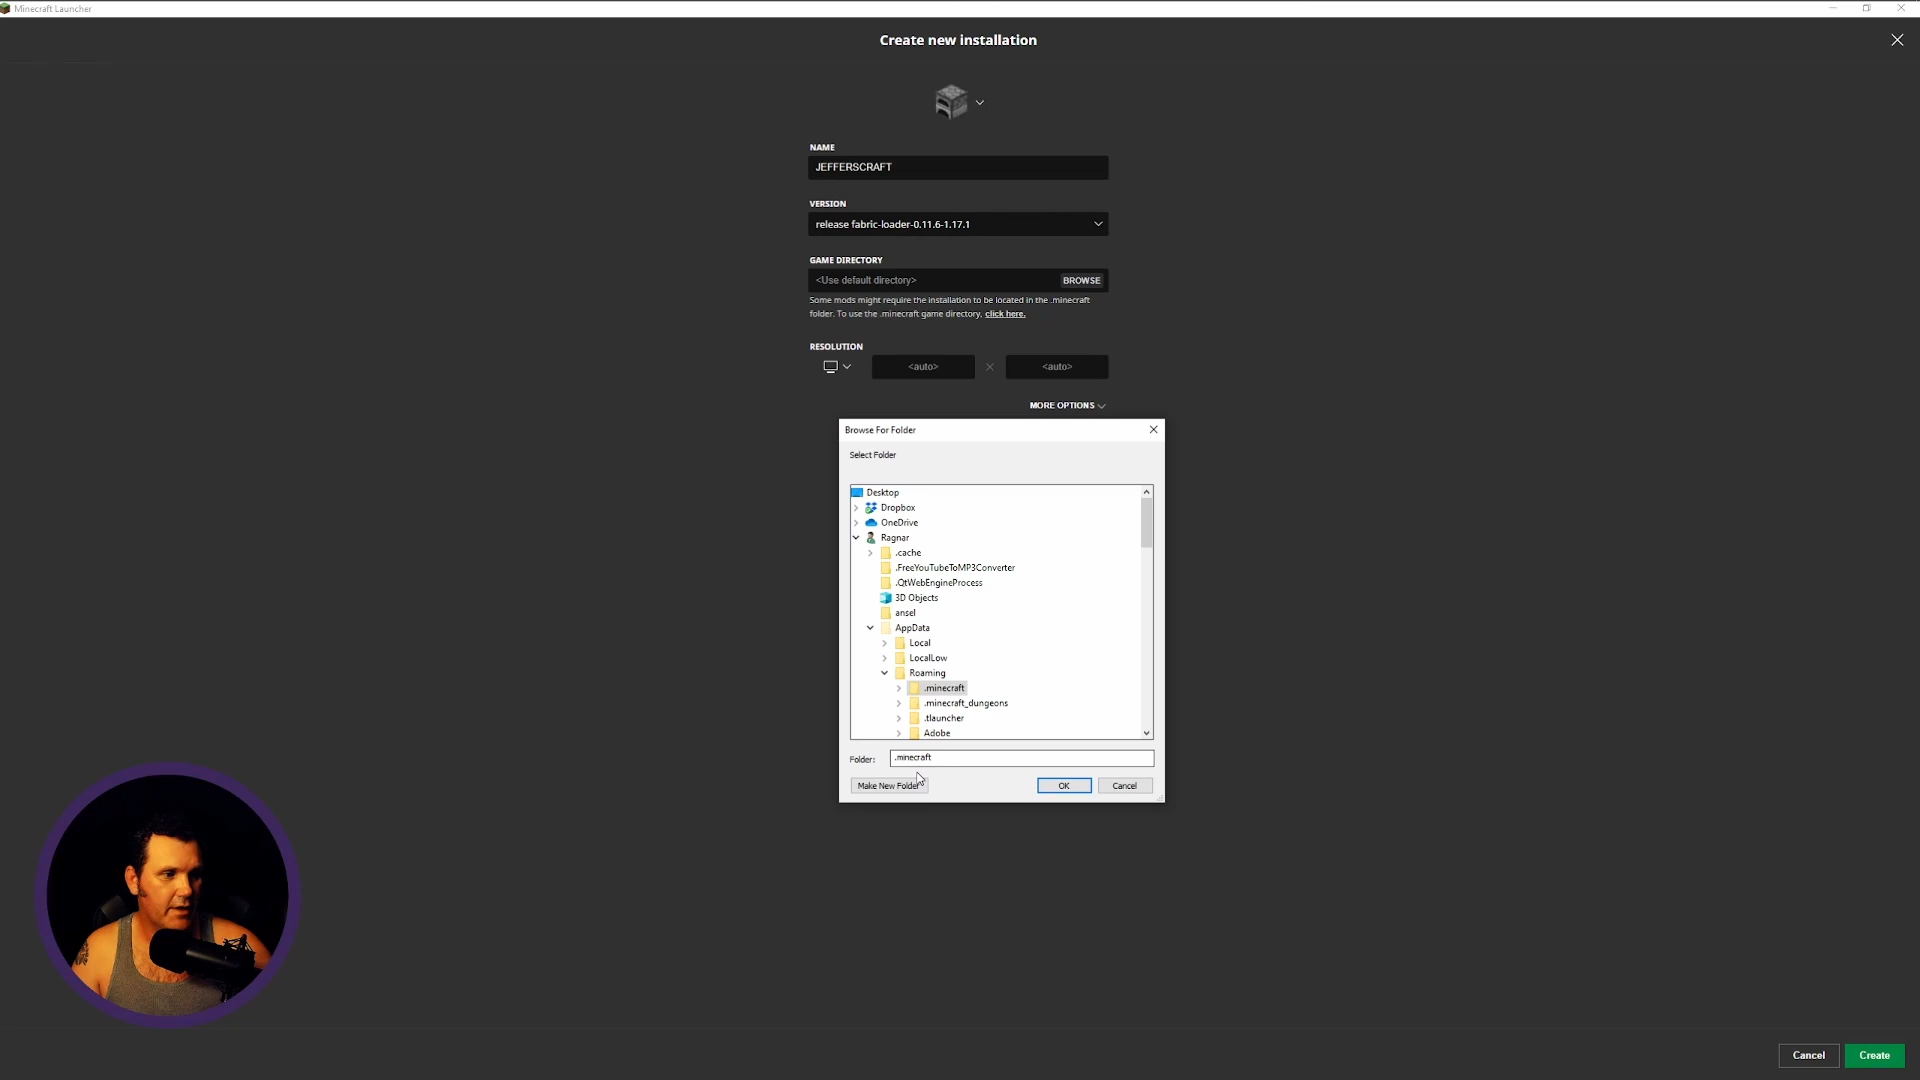 Minecraft Launcher
Create new installation
NAME
JEFFERSCRAFT
VERSION
release fabric-loader-0.11.6-1.17.1
GAME DIRECTORY
<Use default directory>
BROWSE
Some mods might require the installation to be located in the .minecraft
folder. To use the .minecraft game directory, click here.
RESOLUTION
<auto>
<auto>
MORE OPTIONS
Browse For Folder
Select Folder
Desktop
Dropbox
OneDrive
Ragnar
.cache
.FreeYouTubeToMP3Converter
.QtWebEngineProcess
3D Objects
ansel
AppData
Local
LocalLow
Roaming
.minecraft
.minecraft_dungeons
.tlauncher
Adobe
Folder:
.minecraft
Make New Folder
OK
Cancel
Cancel
Create